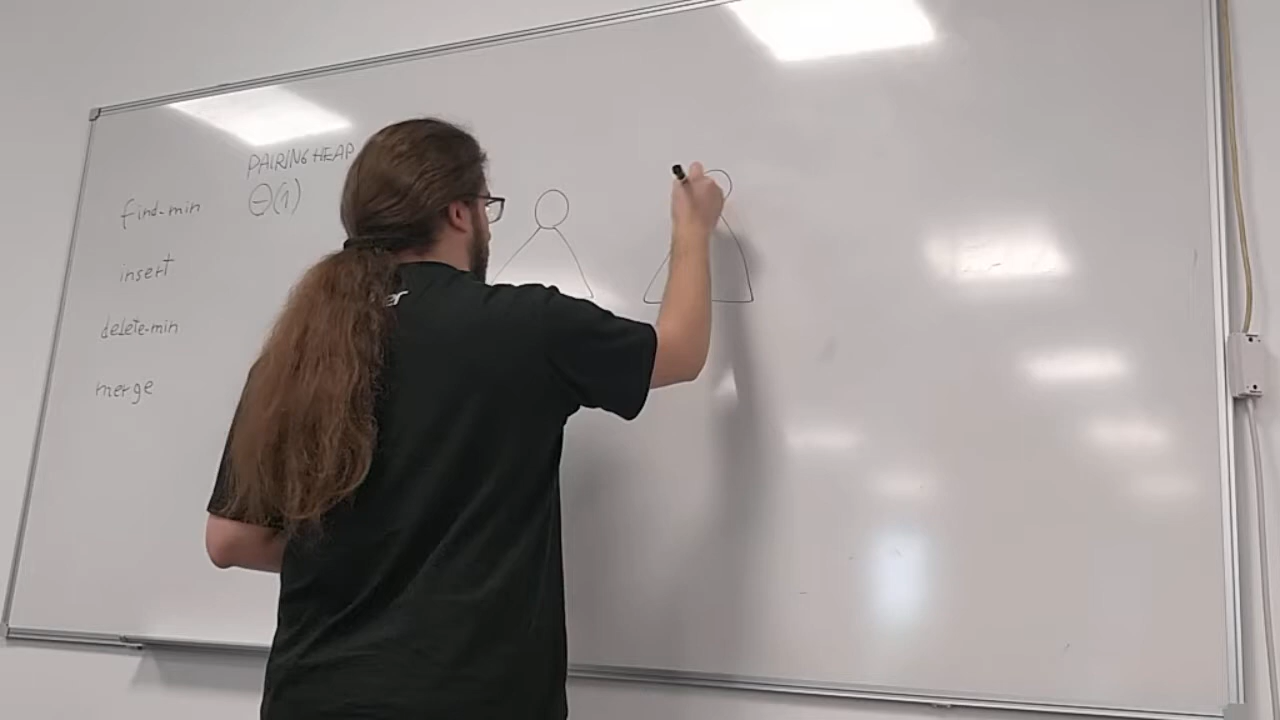 PAIRING HEAP
find-min Θ(1)
insert
delete-min
merge